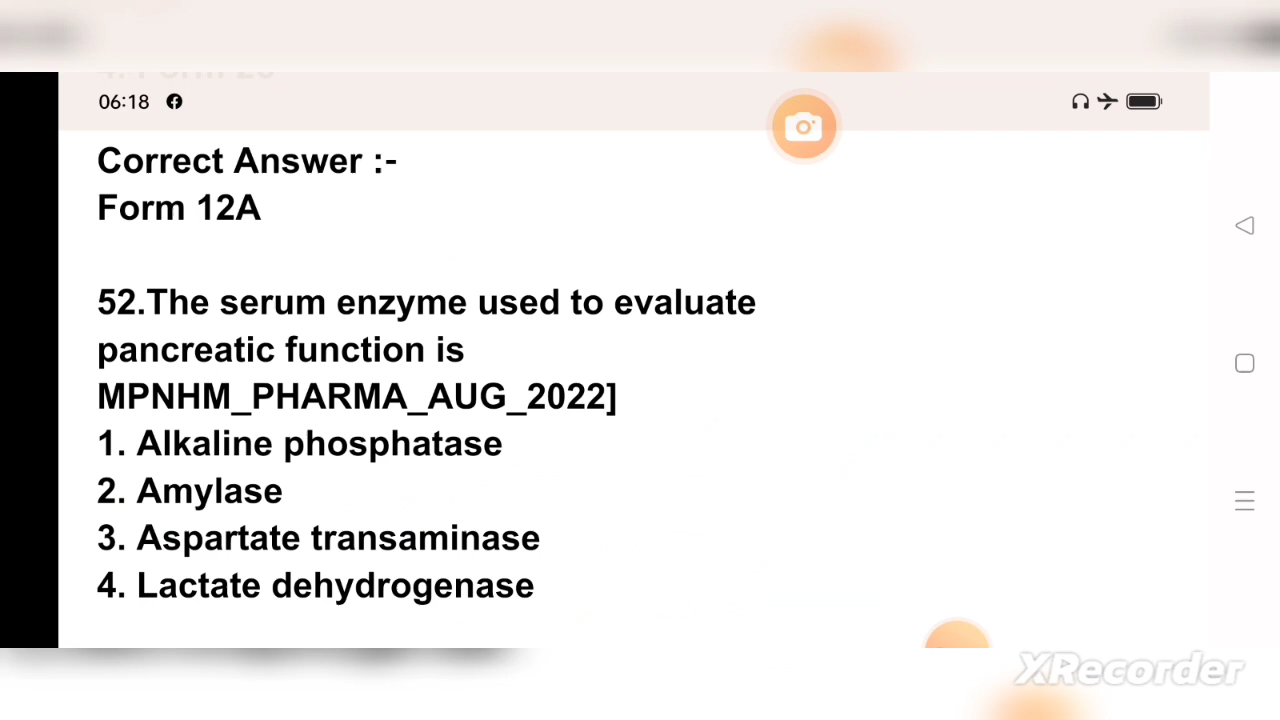 06:18
Correct Answer :-
Form 12A
52.The serum enzyme used to evaluate
pancreatic function is
MPNHM_PHARMA_AUG_2022]
1. Alkaline phosphatase
2. Amylase
3. Aspartate transaminase
4. Lactate dehydrogenase
XRecorder